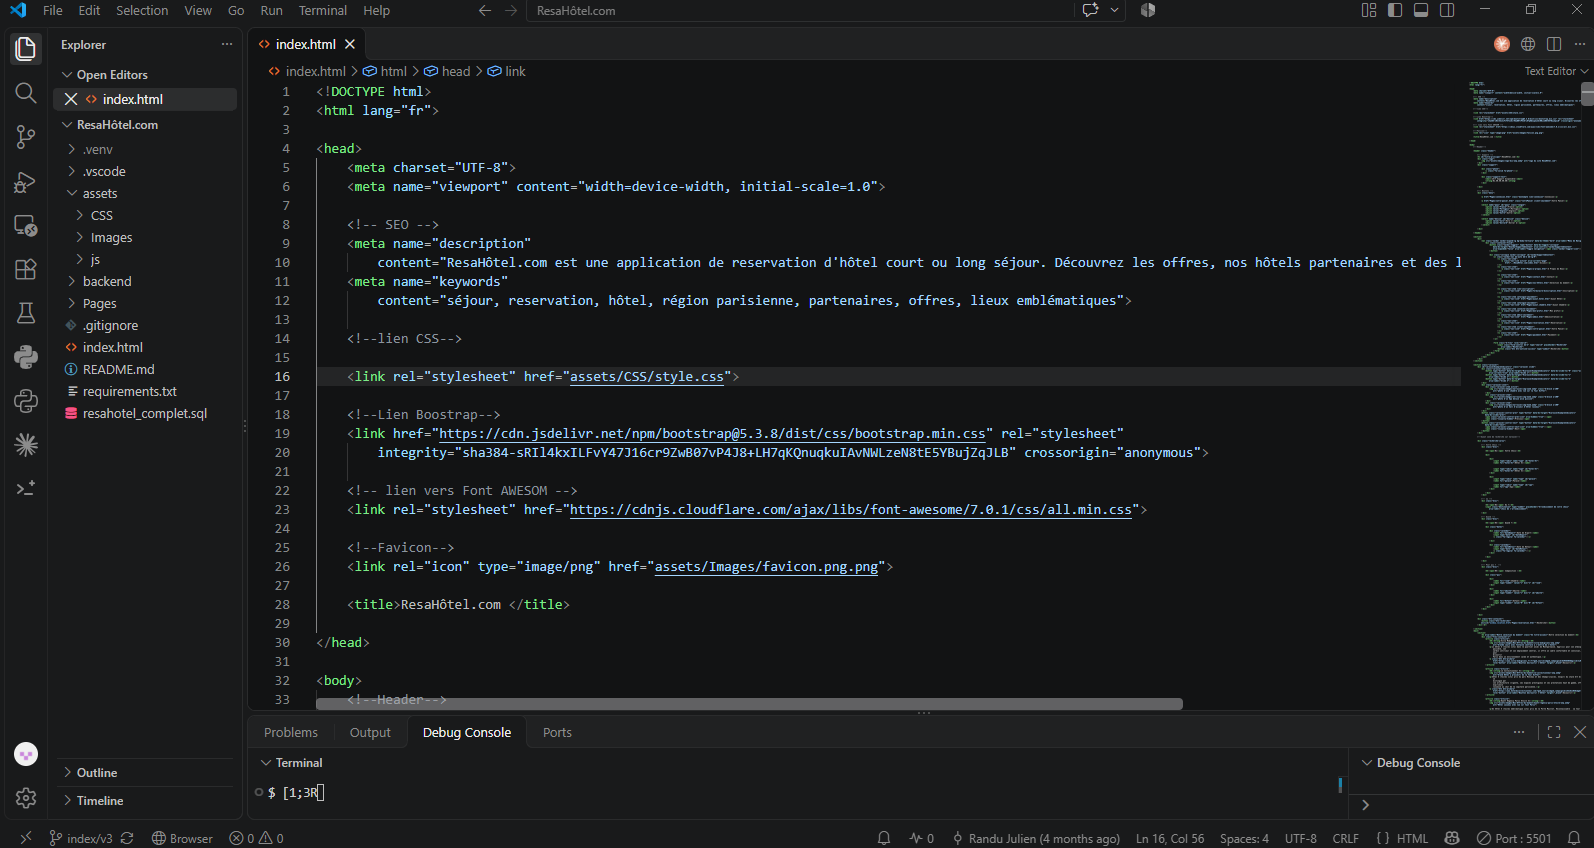 File Edit Selection View Go Run Terminal Help
ResaHôtel.com
Explorer
Open Editors
index.html
ResaHôtel.com
.venv
.vscode
assets
CSS
Images
js
backend
Pages
.gitignore
index.html
README.md
requirements.txt
resahotel_complet.sql
Outline
Timeline
index.html
index.html > html > head > link
Text Editor
1 <!DOCTYPE html>
2 <html lang="fr">
3
4 <head>
5 <meta charset="UTF-8">
6 <meta name="viewport" content="width=device-width, initial-scale=1.0">
7
8 <!-- SEO -->
9 <meta name="description"
10 content="ResaHôtel.com est une application de reservation d'hôtel court ou long séjour. Découvrez les offres, nos hôtels partenaires et des l
11 <meta name="keywords"
12 content="séjour, reservation, hôtel, région parisienne, partenaires, offres, lieux emblématiques">
13
14 <!--lien CSS-->
15
16 <link rel="stylesheet" href="assets/CSS/style.css">
17
18 <!--Lien Boostrap-->
19 <link href="https://cdn.jsdelivr.net/npm/bootstrap@5.3.8/dist/css/bootstrap.min.css" rel="stylesheet"
20 integrity="sha384-sRIl4kxILFvY47J16cr9ZwB07vP4J8+LH7qKQnuqkuIAvNWLzeN8tE5YBujZqJLB" crossorigin="anonymous">
21
22 <!-- lien vers Font AWESOM -->
23 <link rel="stylesheet" href="https://cdnjs.cloudflare.com/ajax/libs/font-awesome/7.0.1/css/all.min.css">
24
25 <!--Favicon-->
26 <link rel="icon" type="image/png" href="assets/Images/favicon.png.png">
27
28 <title>ResaHôtel.com </title>
29
30 </head>
31
32 <body>
33 <!--Header-->
Problems Output Debug Console Ports
Terminal
$ [1;3R
Debug Console
index/v3 Browser 0 0 0 Randu Julien (4 months ago) Ln 16, Col 56 Spaces: 4 UTF-8 CRLF {} HTML Port : 5501